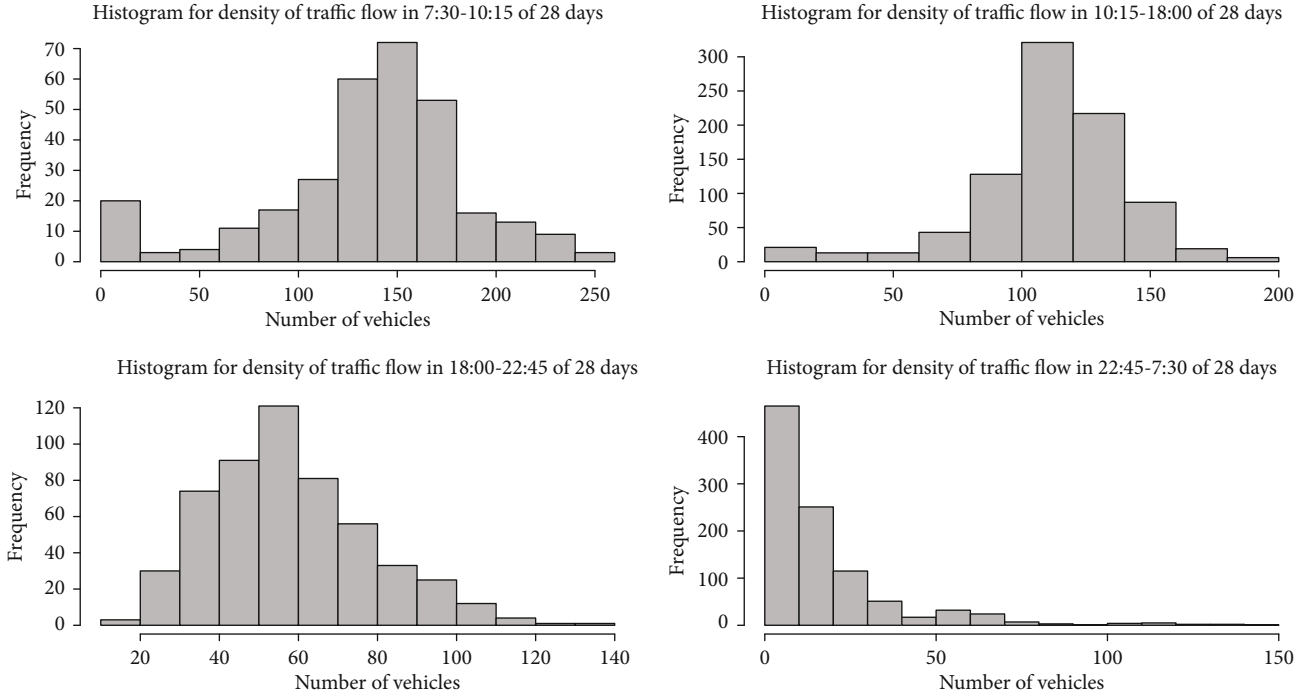 Histogram for density of traffic flow in 7:30-10:15 of 28 days
70
60
50
40
30
20
10
0
Frequency
0 50 100 150 200 250
Number of vehicles
Histogram for density of traffic flow in 10:15-18:00 of 28 days
300
250
200
150
100
50
0
Frequency
0 50 100 150 200
Number of vehicles
Histogram for density of traffic flow in 18:00-22:45 of 28 days
120
100
80
60
40
20
0
Frequency
20 40 60 80 100 120 140
Number of vehicles
Histogram for density of traffic flow in 22:45-7:30 of 28 days
400
300
200
100
0
Frequency
0 50 100 150
Number of vehicles